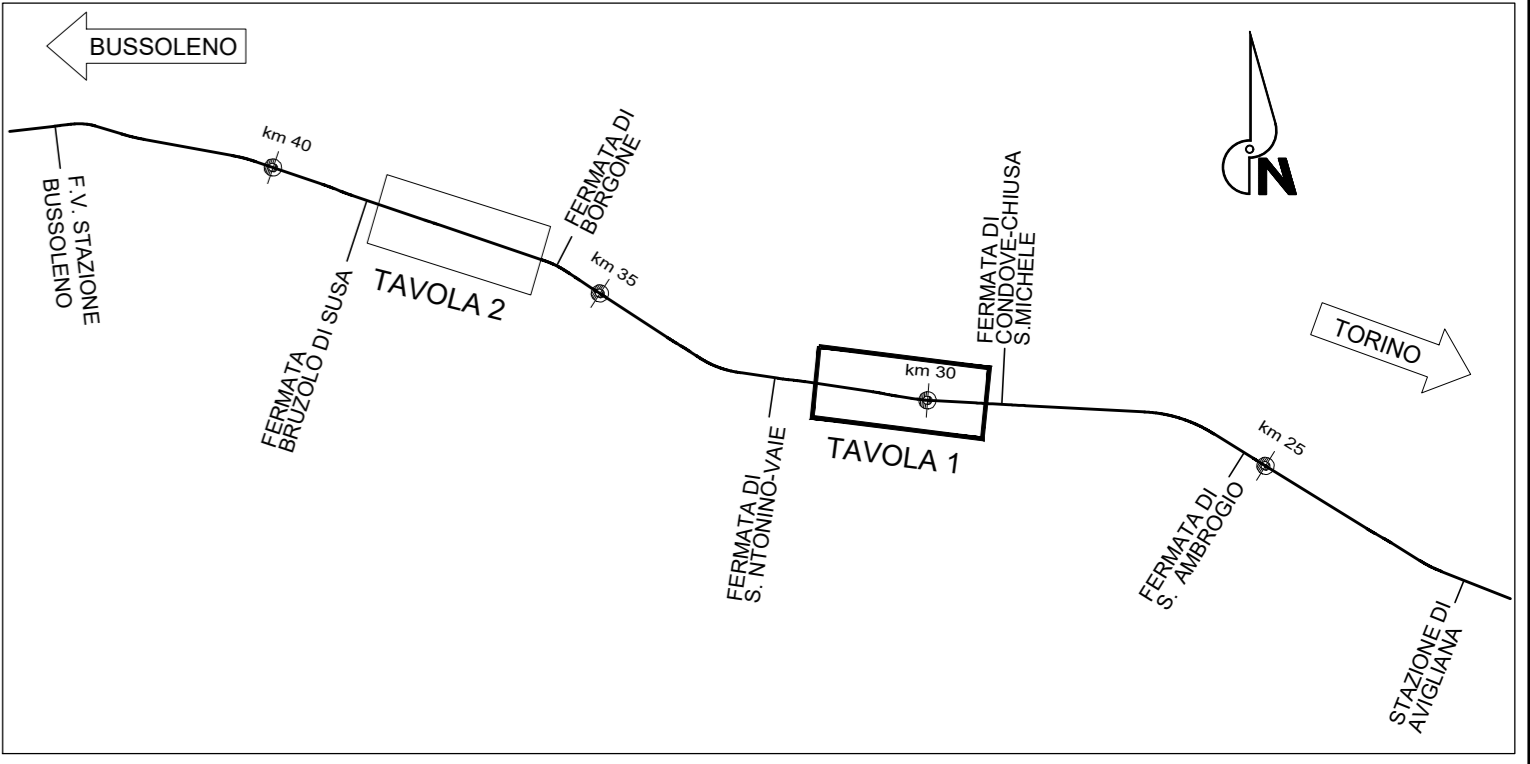 BUSSOLENO
km 40
F.V. STAZIONE
BUSSOLENO
FERMATA DI
BORGONE
km 35
TAVOLA 2
FERMATA
BRUZOLO DI SUSA
FERMATA DI
CONDOVE-CHIUSA
S.MICHELE
N
TORINO
km 30
TAVOLA 1
FERMATA DI
S. NTONINO-VAIE
km 25
FERMATA DI
S. AMBROGIO
STAZIONE DI
AVIGLIANA